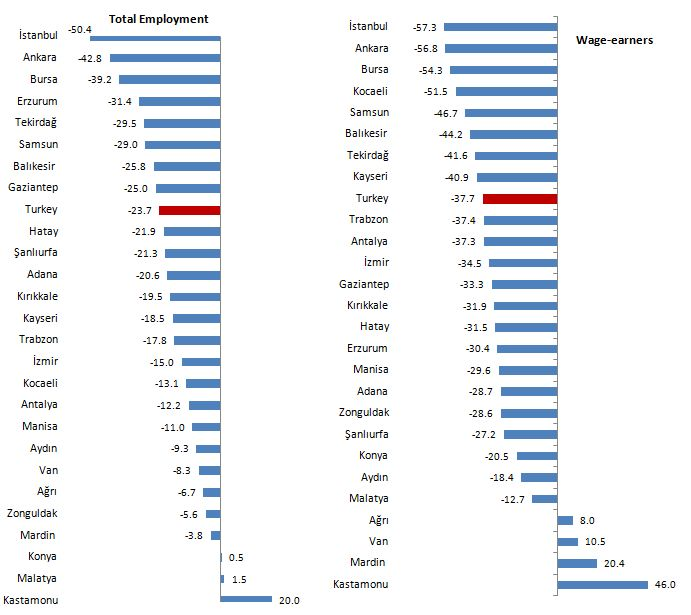 Total Employment
İstanbul -50.4
Ankara -42.8
Bursa -39.2
Erzurum -31.4
Tekirdağ -29.5
Samsun -29.0
Balıkesir -25.8
Gaziantep -25.0
Turkey -23.7
Hatay -21.9
Şanlıurfa -21.3
Adana -20.6
Kırıkkale -19.5
Kayseri -18.5
Trabzon -17.8
İzmir -15.0
Kocaeli -13.1
Antalya -12.2
Manisa -11.0
Aydın -9.3
Van -8.3
Ağrı -6.7
Zonguldak -5.6
Mardin -3.8
Konya 0.5
Malatya 1.5
Kastamonu 20.0
Wage-earners
İstanbul -57.3
Ankara -56.8
Bursa -54.3
Kocaeli -51.5
Samsun -46.7
Balıkesir -44.2
Tekirdağ -41.6
Kayseri -40.9
Turkey -37.7
Trabzon -37.4
Antalya -37.3
İzmir -34.5
Gaziantep -33.3
Kırıkkale -31.9
Hatay -31.5
Erzurum -30.4
Manisa -29.6
Adana -28.7
Zonguldak -28.6
Şanlıurfa -27.2
Konya -20.5
Aydın -18.4
Malatya -12.7
Ağrı 8.0
Van 10.5
Mardin 20.4
Kastamonu 46.0